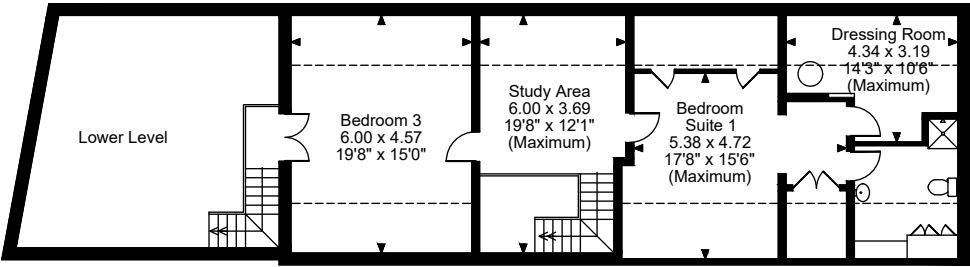 Lower Level
Bedroom 3
6.00 x 4.57
19'8" x 15'0"
Study Area
6.00 x 3.69
19'8" x 12'1"
(Maximum)
Bedroom
Suite 1
5.38 x 4.72
17'8" x 15'6"
(Maximum)
Dressing Room
4.34 x 3.19
14'3" x 10'6"
(Maximum)